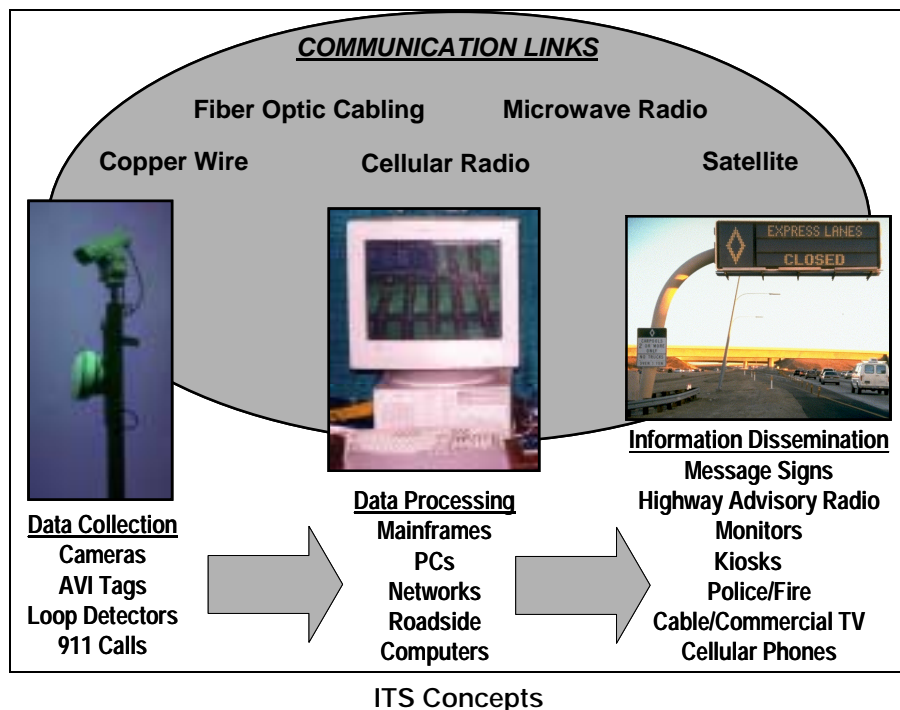 COMMUNICATION LINKS
Fiber Optic Cabling
Microwave Radio
Copper Wire
Cellular Radio
Satellite
EXPRESS LANES
CLOSED
Data Collection
Cameras
AVI Tags
Loop Detectors
911 Calls
Data Processing
Mainframes
PCs
Networks
Roadside
Computers
Information Dissemination
Message Signs
Highway Advisory Radio
Monitors
Kiosks
Police/Fire
Cable/Commercial TV
Cellular Phones
ITS Concepts